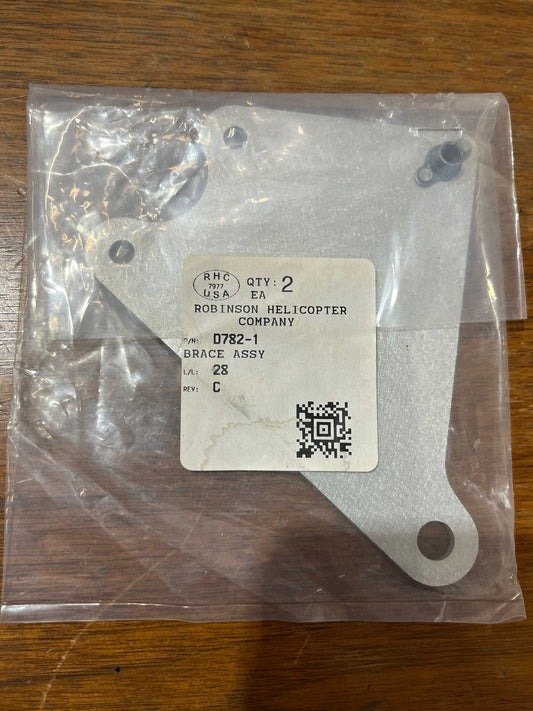 RHC
7977
USA
QTY: 2
EA
ROBINSON HELICOPTER
COMPANY
P/N: D782-1
BRACE ASSY
L/L: 28
REV: C